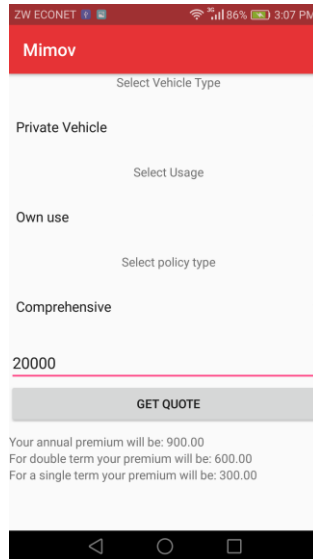 ZW ECONET 3G 86% 3:07 PM
Mimov
Select Vehicle Type
Private Vehicle
Select Usage
Own use
Select policy type
Comprehensive
20000
GET QUOTE
Your annual premium will be: 900.00
For double term your premium will be: 600.00
For a single term your premium will be: 300.00